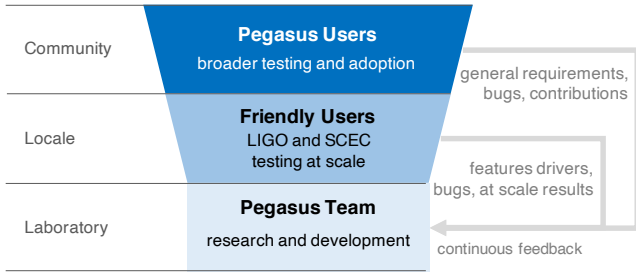 Community
Pegasus Users
broader testing and adoption
general requirements,
bugs, contributions
Locale
Friendly Users
LIGO and SCEC
testing at scale
features drivers,
bugs, at scale results
Laboratory
Pegasus Team
research and development
continuous feedback